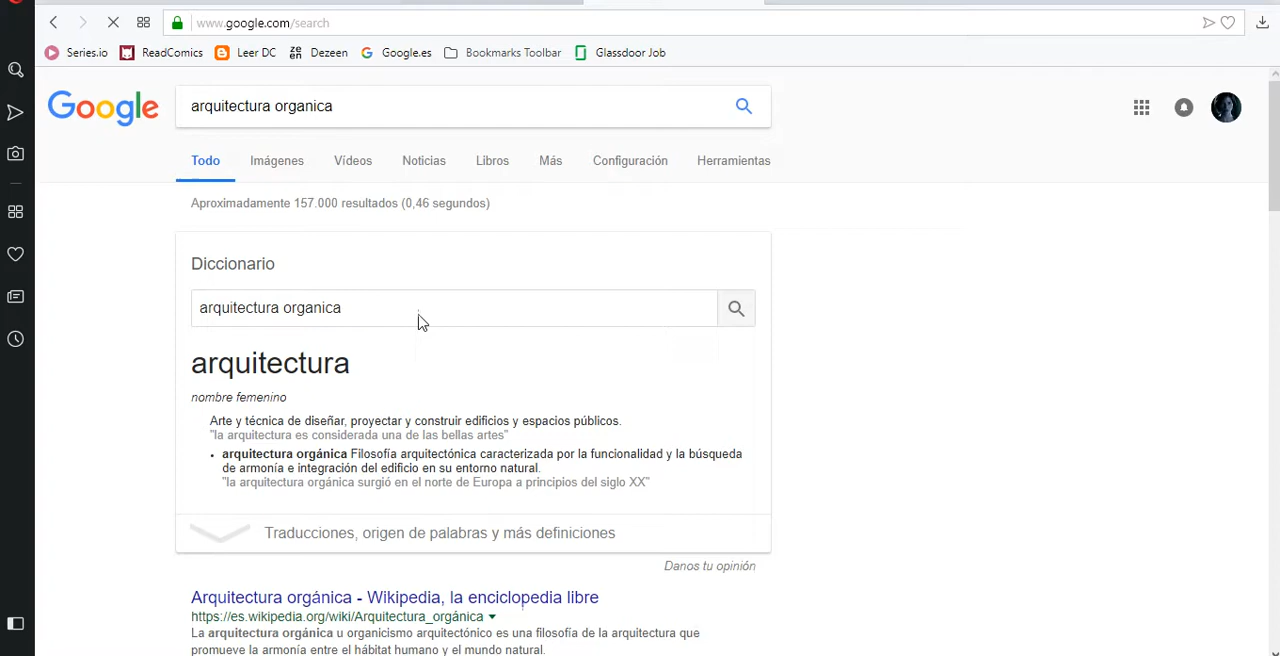 www.google.com/search
Series.io ReadComics Leer DC Dezeen Google.es Bookmarks Toolbar Glassdoor Job
Google arquitectura organica
Todo Imágenes Vídeos Noticias Libros Más Configuración Herramientas
Aproximadamente 157.000 resultados (0,46 segundos)
Diccionario
arquitectura organica
arquitectura
nombre femenino
Arte y técnica de diseñar, proyectar y construir edificios y espacios públicos.
"la arquitectura es considerada una de las bellas artes"
• arquitectura orgánica Filosofía arquitectónica caracterizada por la funcionalidad y la búsqueda
de armonía e integración del edificio en su entorno natural.
"la arquitectura orgánica surgió en el norte de Europa a principios del siglo XX"
Traducciones, origen de palabras y más definiciones
Danos tu opinión
Arquitectura orgánica - Wikipedia, la enciclopedia libre
https://es.wikipedia.org/wiki/Arquitectura_orgánica
La arquitectura orgánica u organicismo arquitectónico es una filosofía de la arquitectura que
promueve la armonía entre el hábitat humano y el mundo natural.